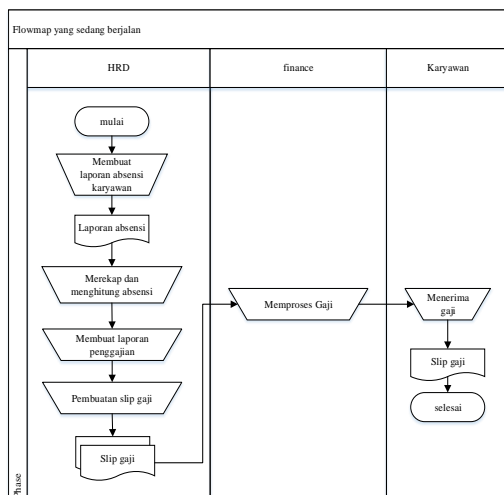 Flowmap yang sedang berjalan
HRD
finance
Karyawan
mulai
Membuat
laporan absensi
karyawan
Laporan absensi
Merekap dan
menghitung absensi
Membuat laporan
penggajian
Pembuatan slip gaji
Slip gaji
Memproses Gaji
Menerima
gaji
Slip gaji
selesai